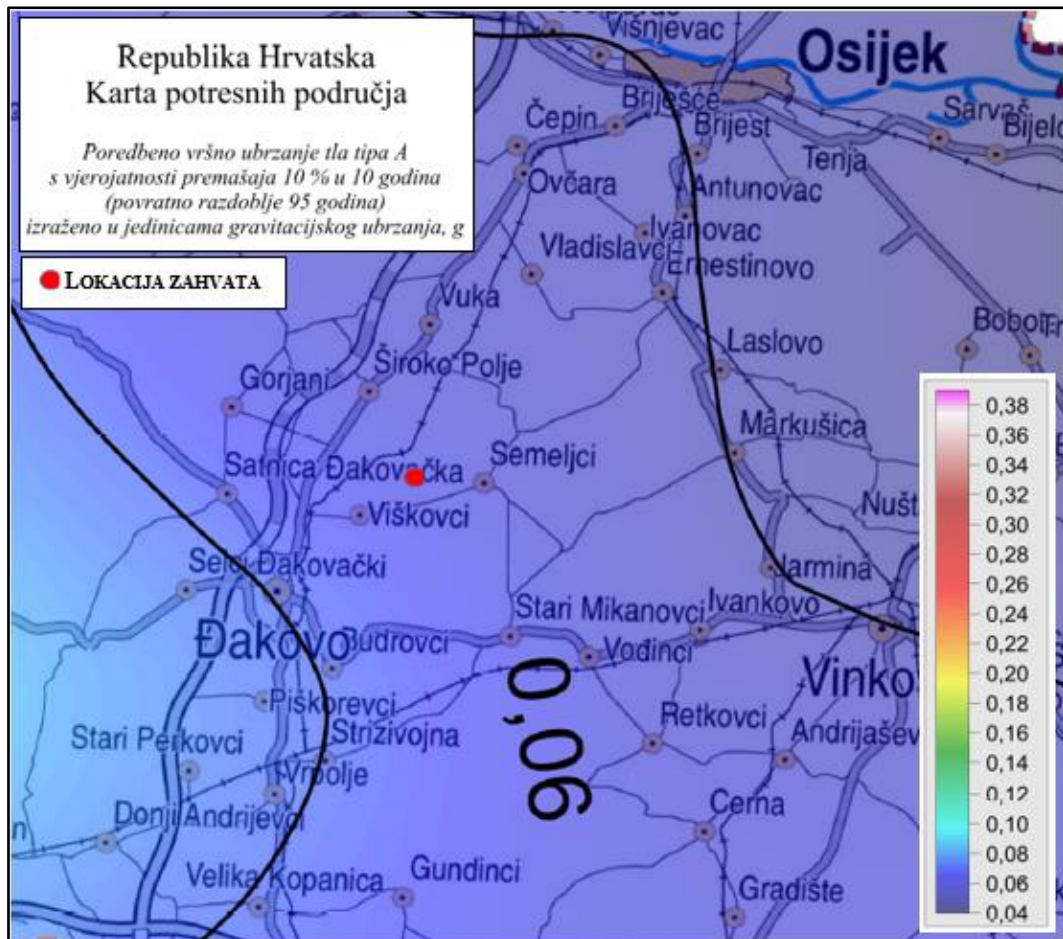 Republika Hrvatska
Karta potresnih područja
Poredbeno vršno ubrzanje tla tipa A
s vjerojatnosti premašaja 10 % u 10 godina
(povratno razdoblje 95 godina)
izraženo u jedinicama gravitacijskog ubrzanja, g
LOKACIJA ZAHVATA
Višnjevac
Osijek
Briješće
Čepin
Brijest
Sarvaš
Tenja
Ovčara
Antunovac
Ivanovac
Vladislavci
Ernestinovo
Vuka
Laslovo
Široko Polje
Gorjani
Markušica
Satnica Đakovačka
Semeljci
Viškovci
Selci Đakovački
Jarmina
Stari Mikanovci
Ivankovo
Đakovo
Budrovci
Vođinci
0,06
Piškorevci
Retkovci
Stari Perkovci
Strizivojna
Vrpolje
Cerna
Donji Andrijevci
Velika Kopanica
Gundinci
Gradište
0,38
0,36
0,34
0,32
0,30
0,28
0,26
0,24
0,22
0,20
0,18
0,16
0,14
0,12
0,10
0,08
0,06
0,04